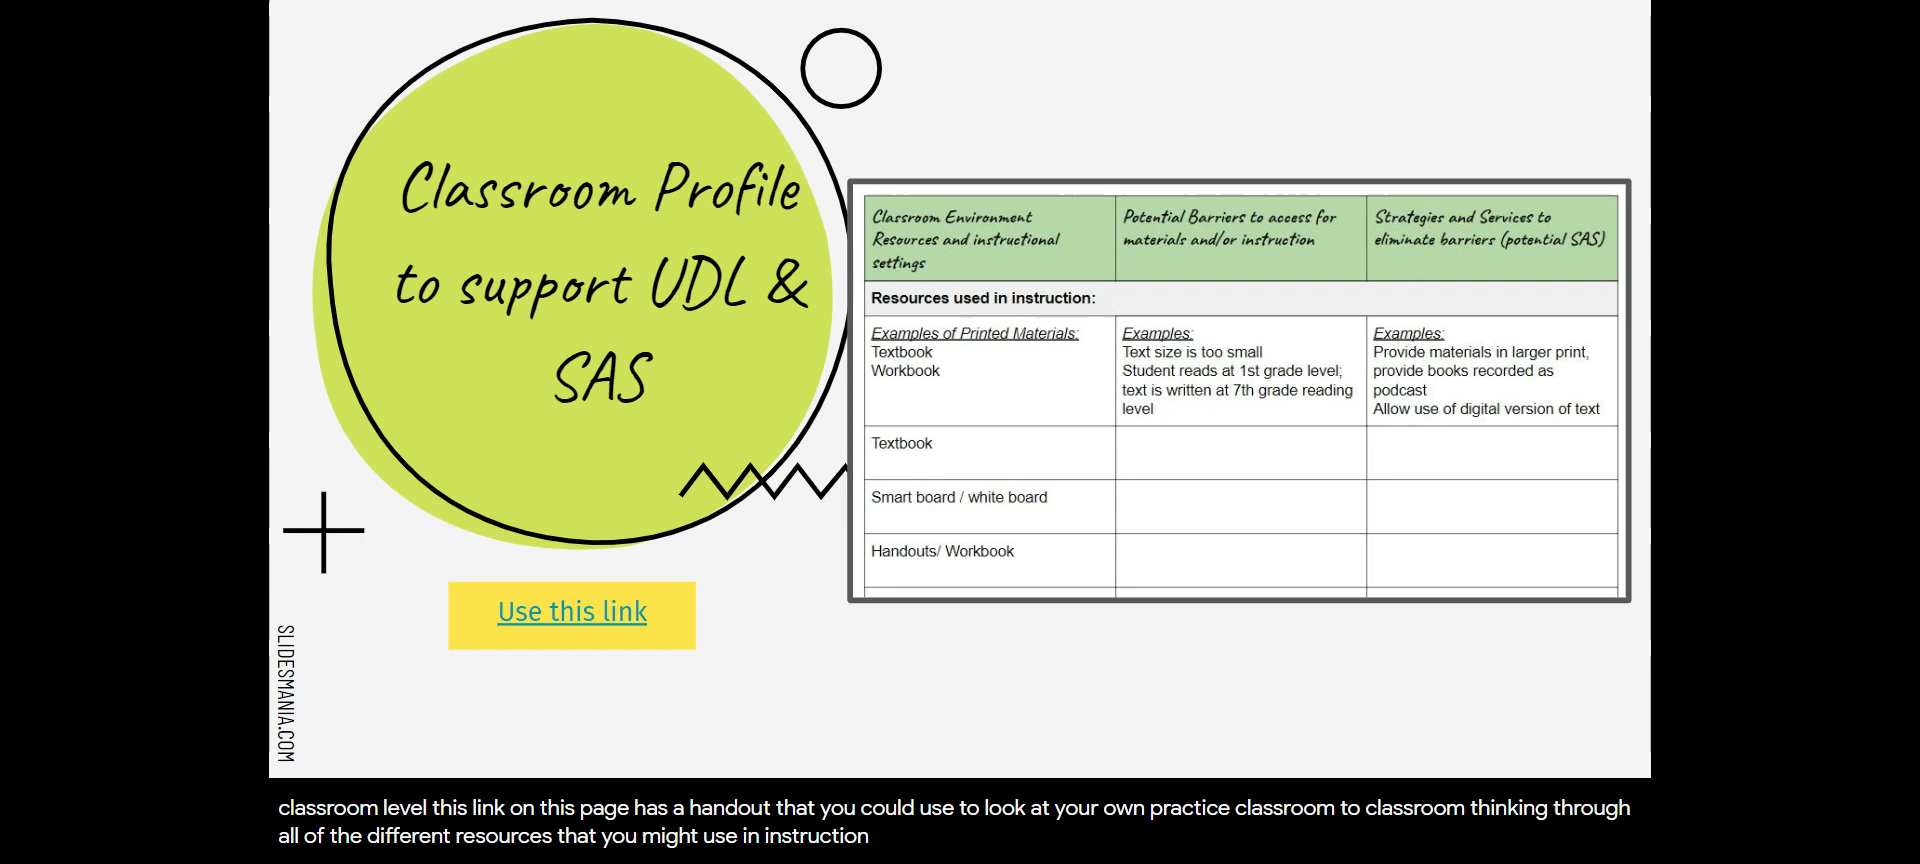 Classroom Profile
to support UDL &
SAS
Use this link
SLIDESMANIA.COM
Classroom Environment
Resources and instructional
settings
Potential Barriers to access for
materials and/or instruction
Strategies and Services to
eliminate barriers (potential SAS)
Resources used in instruction:
Examples of Printed Materials:
Textbook
Workbook
Examples:
Text size is too small
Student reads at 1st grade level;
text is written at 7th grade reading
level
Examples:
Provide materials in larger print,
provide books recorded as
podcast
Allow use of digital version of text
Textbook
Smart board / white board
Handouts/ Workbook
classroom level this link on this page has a handout that you could use to look at your own practice classroom to classroom thinking through
all of the different resources that you might use in instruction